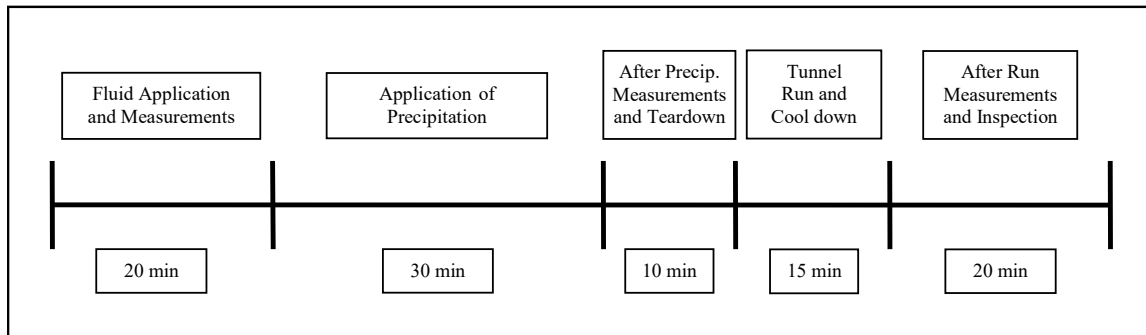 Fluid Application
and Measurements
Application of
Precipitation
After Precip.
Measurements
and Teardown
Tunnel
Run and
Cool down
After Run
Measurements
and Inspection
20 min
30 min
10 min
15 min
20 min